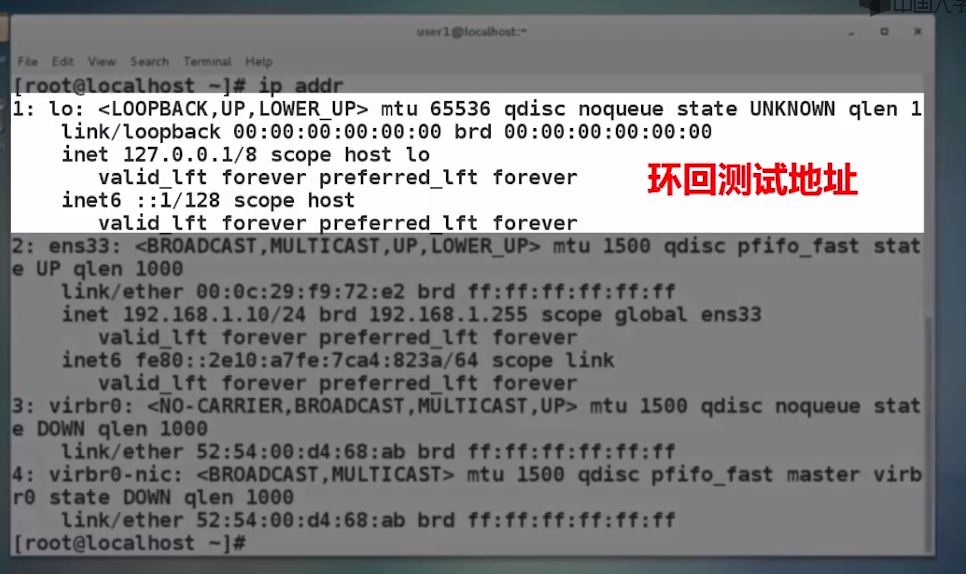 中国大学
user1@localhost:~
File Edit View Search Terminal Help
[root@localhost ~]# ip addr
1: lo: <LOOPBACK,UP,LOWER_UP> mtu 65536 qdisc noqueue state UNKNOWN qlen 1
link/loopback 00:00:00:00:00:00 brd 00:00:00:00:00:00
inet 127.0.0.1/8 scope host lo
valid_lft forever preferred_lft forever
环回测试地址
inet6 ::1/128 scope host
valid_lft forever preferred_lft forever
2: ens33: <BROADCAST,MULTICAST,UP,LOWER_UP> mtu 1500 qdisc pfifo_fast stat
e UP qlen 1000
link/ether 00:0c:29:f9:72:e2 brd ff:ff:ff:ff:ff:ff
inet 192.168.1.10/24 brd 192.168.1.255 scope global ens33
valid_lft forever preferred_lft forever
inet6 fe80::2e10:a7fe:7ca4:823a/64 scope link
valid_lft forever preferred_lft forever
3: virbr0: <NO-CARRIER,BROADCAST,MULTICAST,UP> mtu 1500 qdisc noqueue stat
e DOWN qlen 1000
link/ether 52:54:00:d4:68:ab brd ff:ff:ff:ff:ff:ff
4: virbr0-nic: <BROADCAST,MULTICAST> mtu 1500 qdisc pfifo_fast master virb
r0 state DOWN qlen 1000
link/ether 52:54:00:d4:68:ab brd ff:ff:ff:ff:ff:ff
[root@localhost ~]#